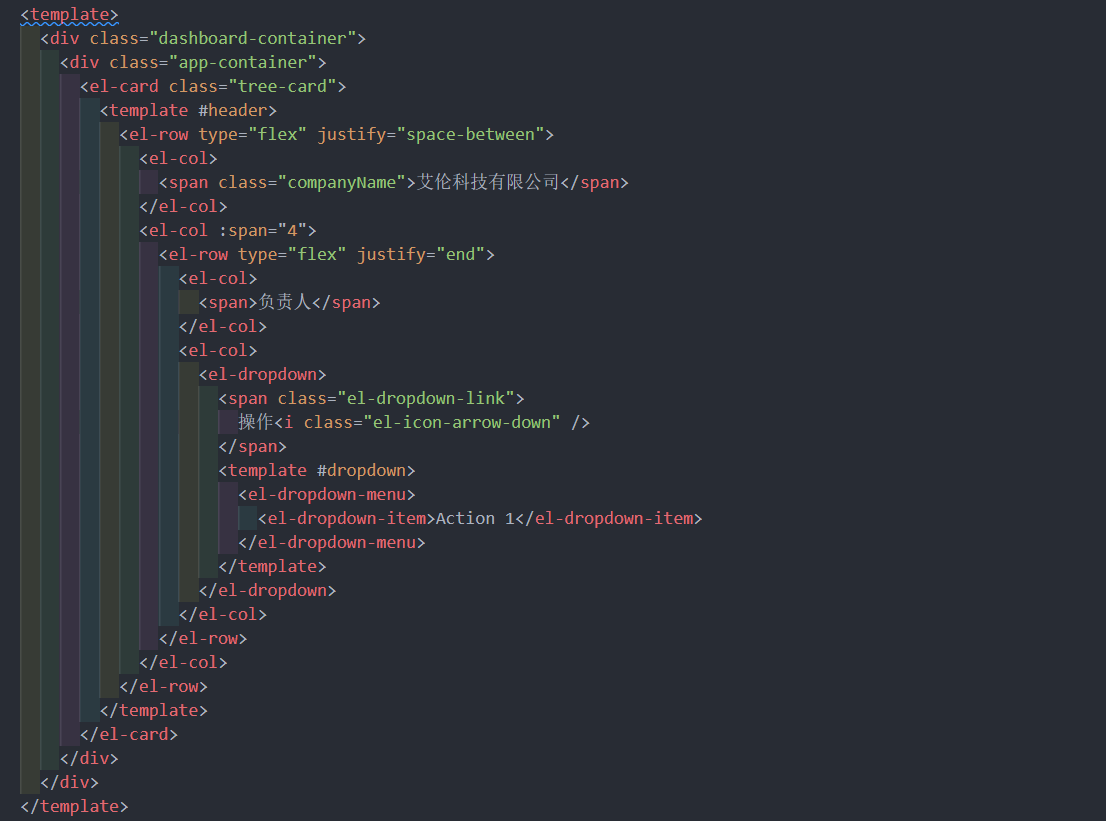 <template>
<div class="dashboard-container">
<div class="app-container">
<el-card class="tree-card">
<template #header>
<el-row type="flex" justify="space-between">
<el-col>
<span class="companyName">艾伦科技有限公司</span>
</el-col>
<el-col :span="4">
<el-row type="flex" justify="end">
<el-col>
<span>负责人</span>
</el-col>
<el-col>
<el-dropdown>
<span class="el-dropdown-link">
操作<i class="el-icon-arrow-down" />
</span>
<template #dropdown>
<el-dropdown-menu>
<el-dropdown-item>Action 1</el-dropdown-item>
</el-dropdown-menu>
</template>
</el-dropdown>
</el-col>
</el-row>
</el-col>
</el-row>
</template>
</el-card>
</div>
</div>
</template>